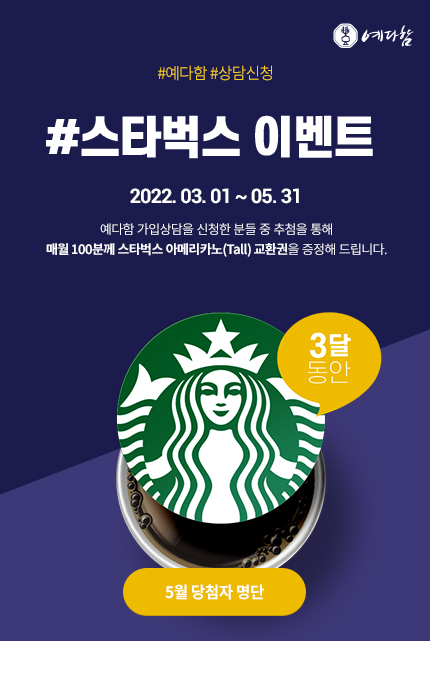 예다함
#예다함 #상담신청
#스타벅스 이벤트
2022. 03. 01 ~ 05. 31
예다함 가입상담을 신청한 분들 중 추첨을 통해
매월 100분께 스타벅스 아메리카노(Tall) 교환권을 증정해 드립니다.
3달
동안
5월 당첨자 명단